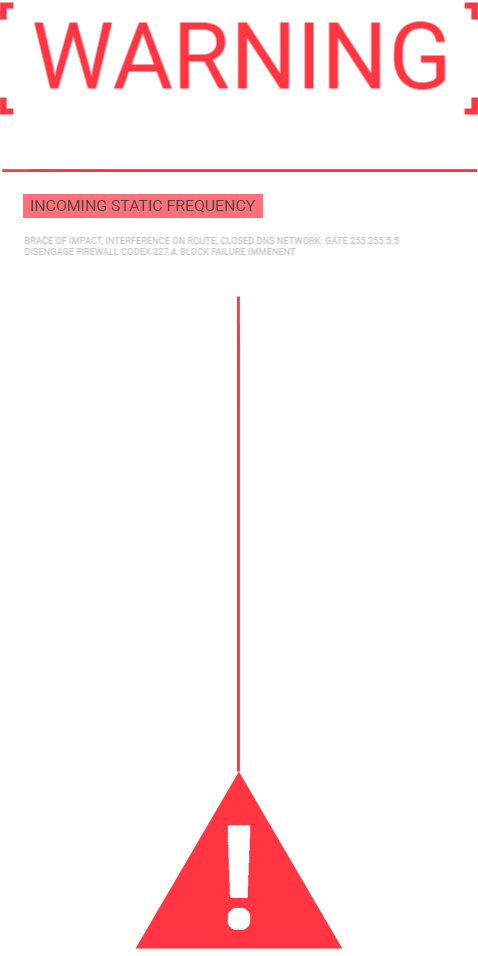 WARNING
INCOMING STATIC FREQUENCY
BRACE OF IMPACT, INTERFERENCE ON ROUTE, CLOSED DNS NETWORK. GATE 255.255.5.5
DISENGAGE FIREWALL CODEX 227.4. BLOCK FAILURE IMMENENT
!